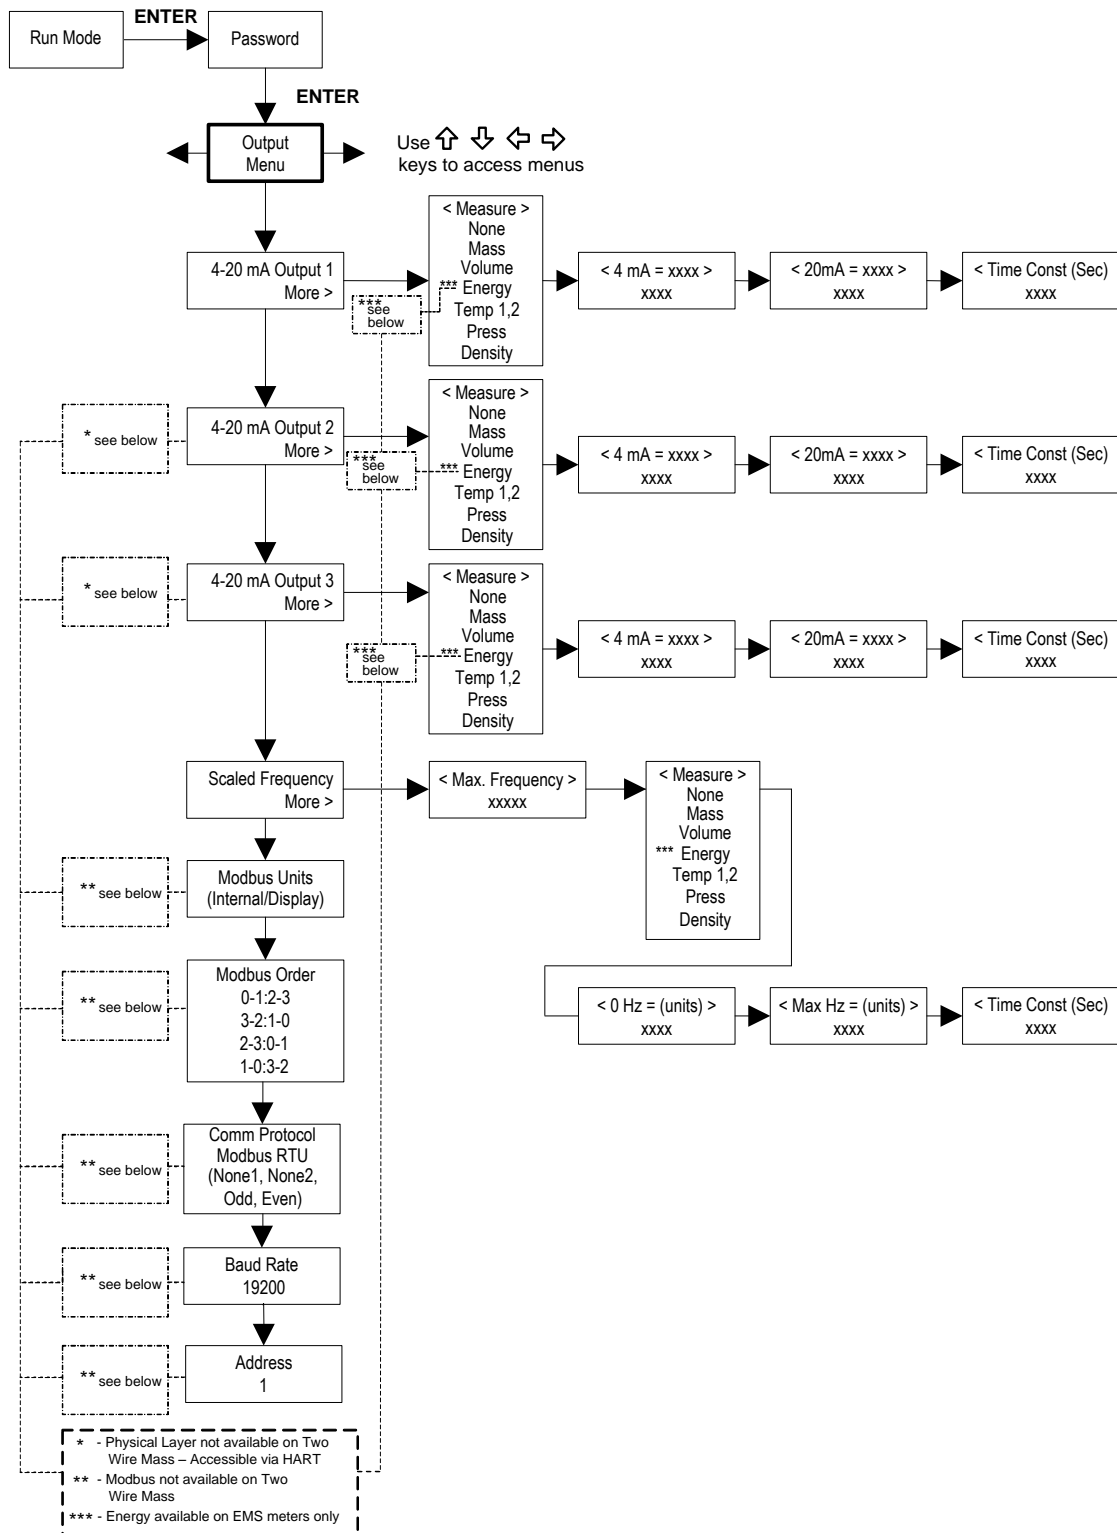 ENTER
Run Mode
Password
ENTER
Output
Menu
Use
keys to access menus
4-20 mA Output 1
More >
***
see
below
< Measure >
None
Mass
Volume
*** Energy
Temp 1,2
Press
Density
< 4 mA = xxxx >
xxxx
< 20mA = xxxx >
xxxx
< Time Const (Sec)
xxxx
* see below
4-20 mA Output 2
More >
***
see
below
< Measure >
None
Mass
Volume
*** Energy
Temp 1,2
Press
Density
< 4 mA = xxxx >
xxxx
< 20mA = xxxx >
xxxx
< Time Const (Sec)
xxxx
* see below
4-20 mA Output 3
More >
***
see
below
< Measure >
None
Mass
Volume
*** Energy
Temp 1,2
Press
Density
< 4 mA = xxxx >
xxxx
< 20mA = xxxx >
xxxx
< Time Const (Sec)
xxxx
Scaled Frequency
More >
< Max. Frequency >
xxxxx
< Measure >
None
Mass
Volume
*** Energy
Temp 1,2
Press
Density
< 0 Hz = (units) >
xxxx
< Max Hz = (units) >
xxxx
< Time Const (Sec)
xxxx
** see below
Modbus Units
(Internal/Display)
** see below
Modbus Order
0-1:2-3
3-2:1-0
2-3:0-1
1-0:3-2
** see below
Comm Protocol
Modbus RTU
(None1, None2,
Odd, Even)
** see below
Baud Rate
19200
** see below
Address
1
* - Physical Layer not available on Two
Wire Mass – Accessible via HART
** - Modbus not available on Two
Wire Mass
*** - Energy available on EMS meters only